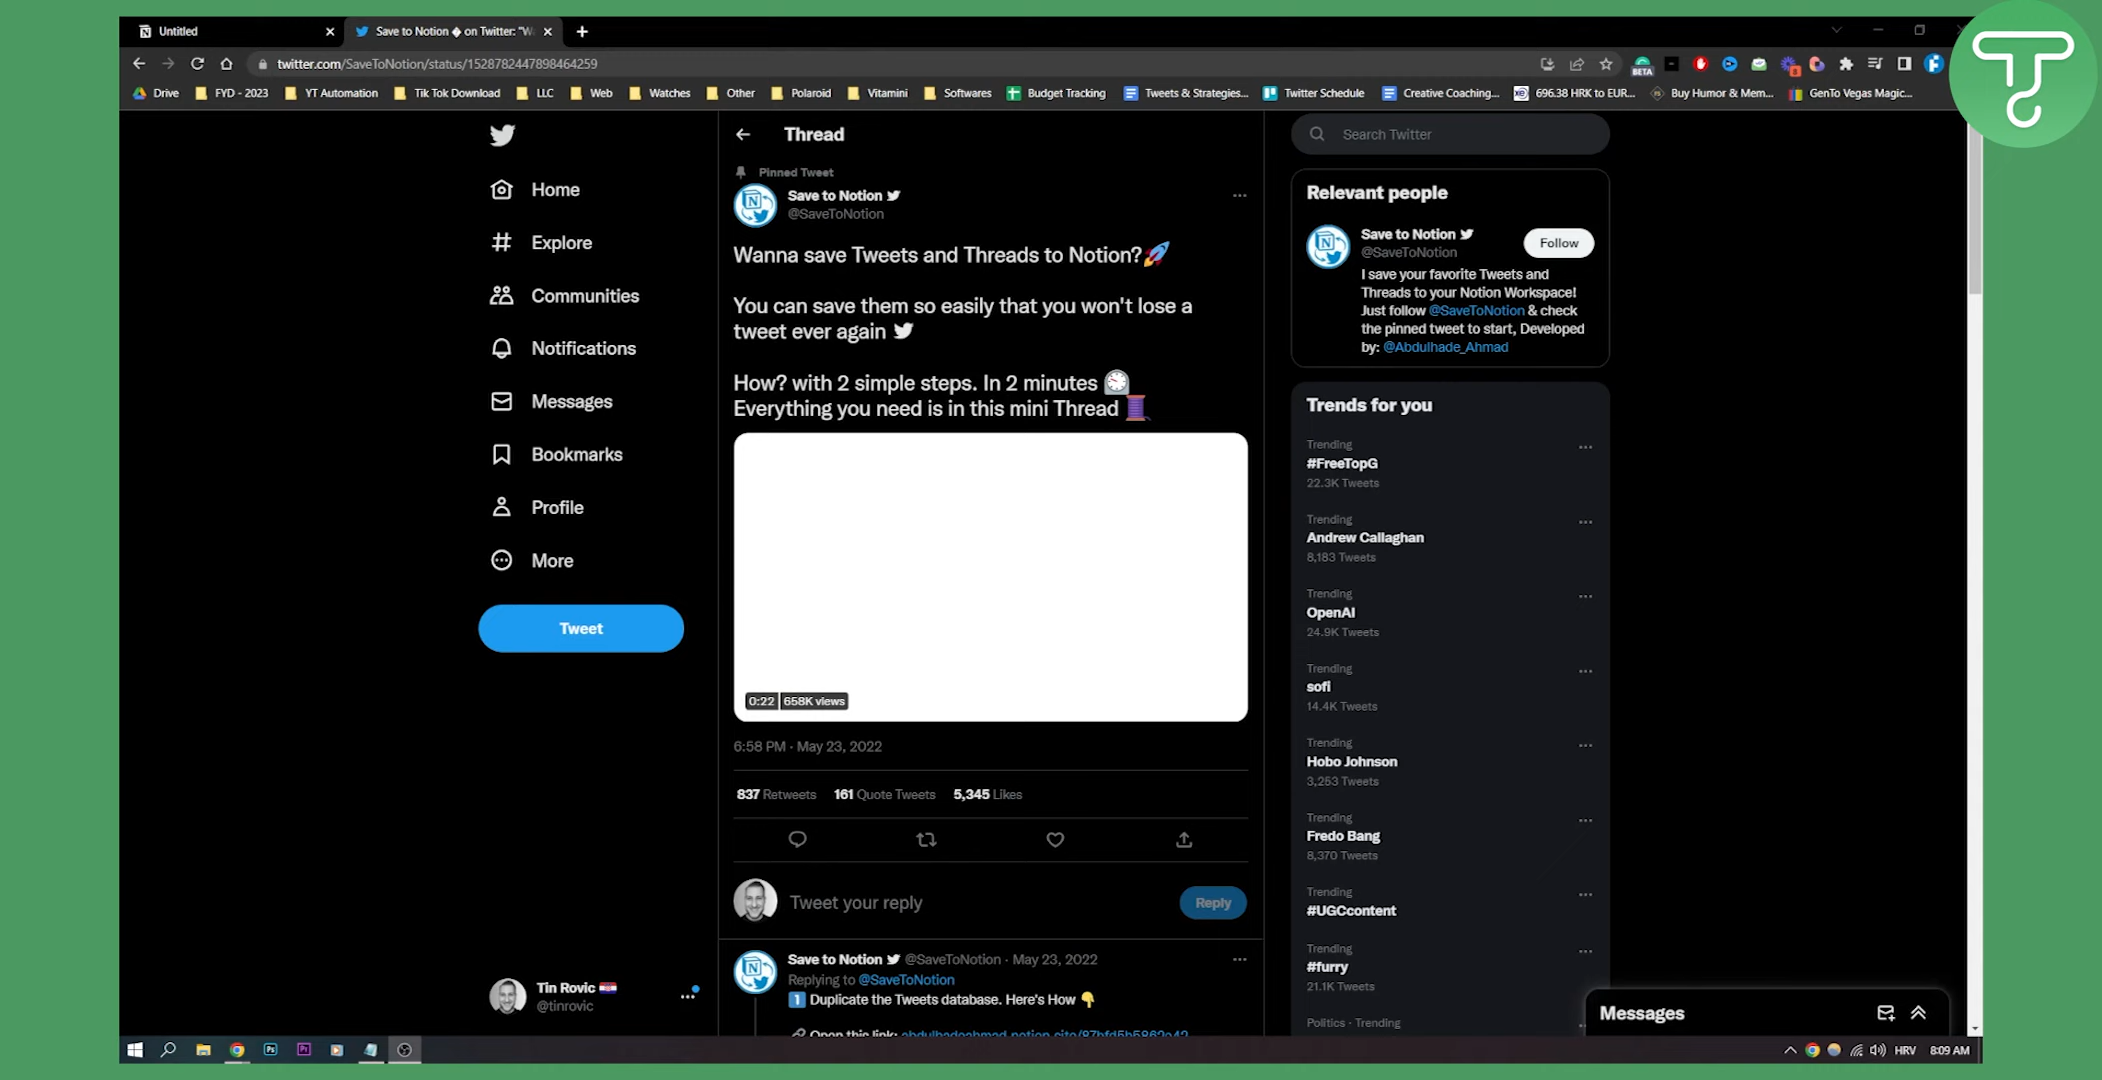 Untitled
Save to Notion � on Twitter: "W
twitter.com/SaveToNotion/status/1528782447898464259
BETA
8
Drive
FYD - 2023
YT Automation
Tik Tok Download
LLC
Web
Watches
Other
Polaroid
Vitamini
Softwares
Budget Tracking
Tweets & Strategies...
Twitter Schedule
Creative Coaching...
696.38 HRK to EUR...
Buy Humor & Mem...
GenTo Vegas Magic...
Home
Explore
Communities
Notifications
Messages
Bookmarks
Profile
More
Tweet
Tin Rovic 🇭🇷
@tinrovic
Thread
Pinned Tweet
Save to Notion
@SaveToNotion
Wanna save Tweets and Threads to Notion?🚀
You can save them so easily that you won't lose a
tweet ever again
How? with 2 simple steps. In 2 minutes ⏲️
Everything you need is in this mini Thread 🧵
0:22
658K views
6:58 PM · May 23, 2022
837 Retweets 161 Quote Tweets 5,345 Likes
Tweet your reply
Reply
Save to Notion @SaveToNotion · May 23, 2022
Replying to @SaveToNotion
1️⃣ Duplicate the Tweets database. Here's How 👇
🔗 Open this link: abdulhadeahmad.notion.site/87bfd5b5862e42...
Search Twitter
Relevant people
Save to Notion
@SaveToNotion
Follow
I save your favorite Tweets and
Threads to your Notion Workspace!
Just follow @SaveToNotion & check
the pinned tweet to start, Developed
by: @Abdulhade_Ahmad
Trends for you
Trending
#FreeTopG
22.3K Tweets
Trending
Andrew Callaghan
8,183 Tweets
Trending
OpenAI
24.9K Tweets
Trending
sofi
14.4K Tweets
Trending
Hobo Johnson
3,253 Tweets
Trending
Fredo Bang
8,370 Tweets
Trending
#UGCcontent
Trending
#furry
21.1K Tweets
Politics · Trending
Messages
Ps
Pr
HRV
8:09 AM